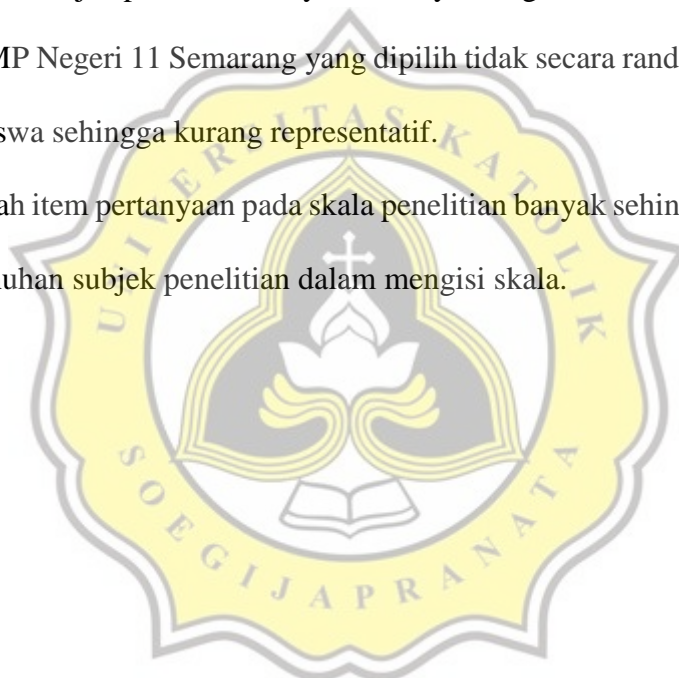 MP Negeri 11 Semarang yang dipilih tidak secara rand
swa sehingga kurang representatif.
ah item pertanyaan pada skala penelitian banyak sehin
uhan subjek penelitian dalam mengisi skala.
UNIVERSITAS KATOLIK
SOEGIJAPRANATA